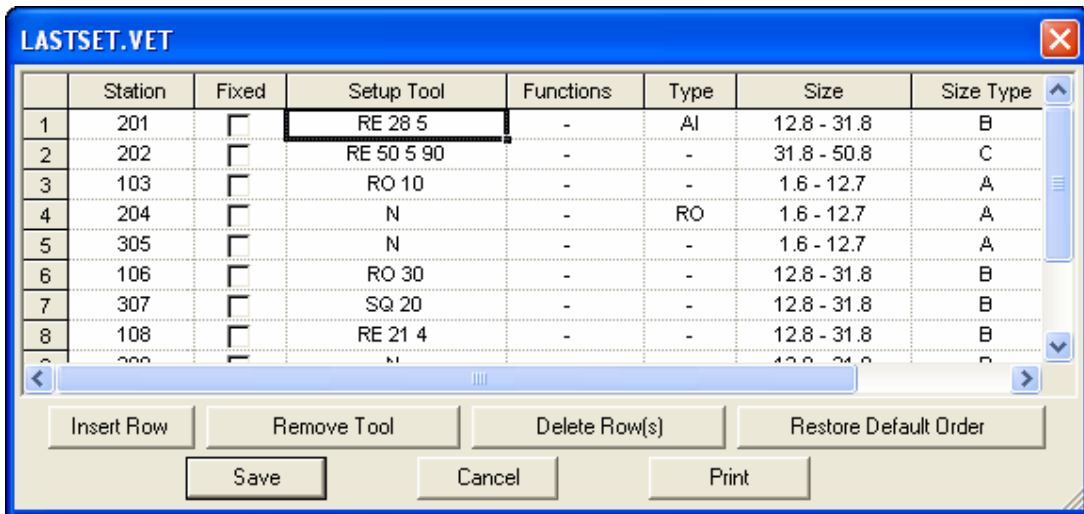 LASTSET.VET
Station Fixed Setup Tool Functions Type Size Size Type
1 201 RE 28 5 - AI 12.8 - 31.8 B
2 202 RE 50 5 90 - - 31.8 - 50.8 C
3 103 RO 10 - - 1.6 - 12.7 A
4 204 N - RO 1.6 - 12.7 A
5 305 N - - 1.6 - 12.7 A
6 106 RO 30 - - 12.8 - 31.8 B
7 307 SQ 20 - - 12.8 - 31.8 B
8 108 RE 21 4 - - 12.8 - 31.8 B
Insert Row Remove Tool Delete Row(s) Restore Default Order
Save Cancel Print